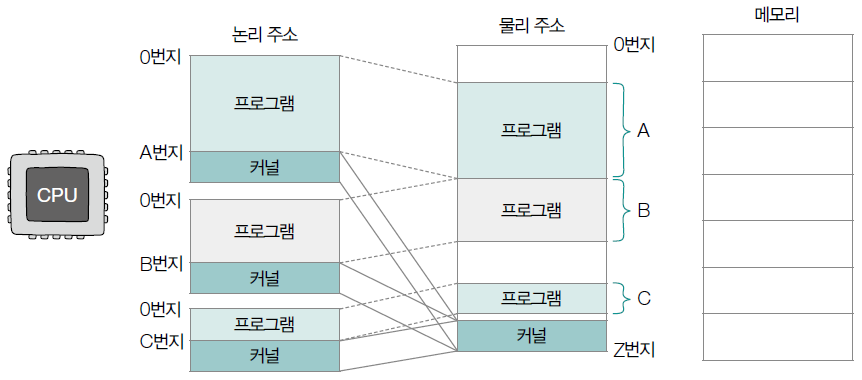 논리 주소
물리 주소
메모리
0번지
프로그램
A번지
커널
0번지
프로그램
B번지
커널
0번지
프로그램
C번지
커널
CPU
0번지
프로그램
A
프로그램
B
프로그램
C
커널
Z번지